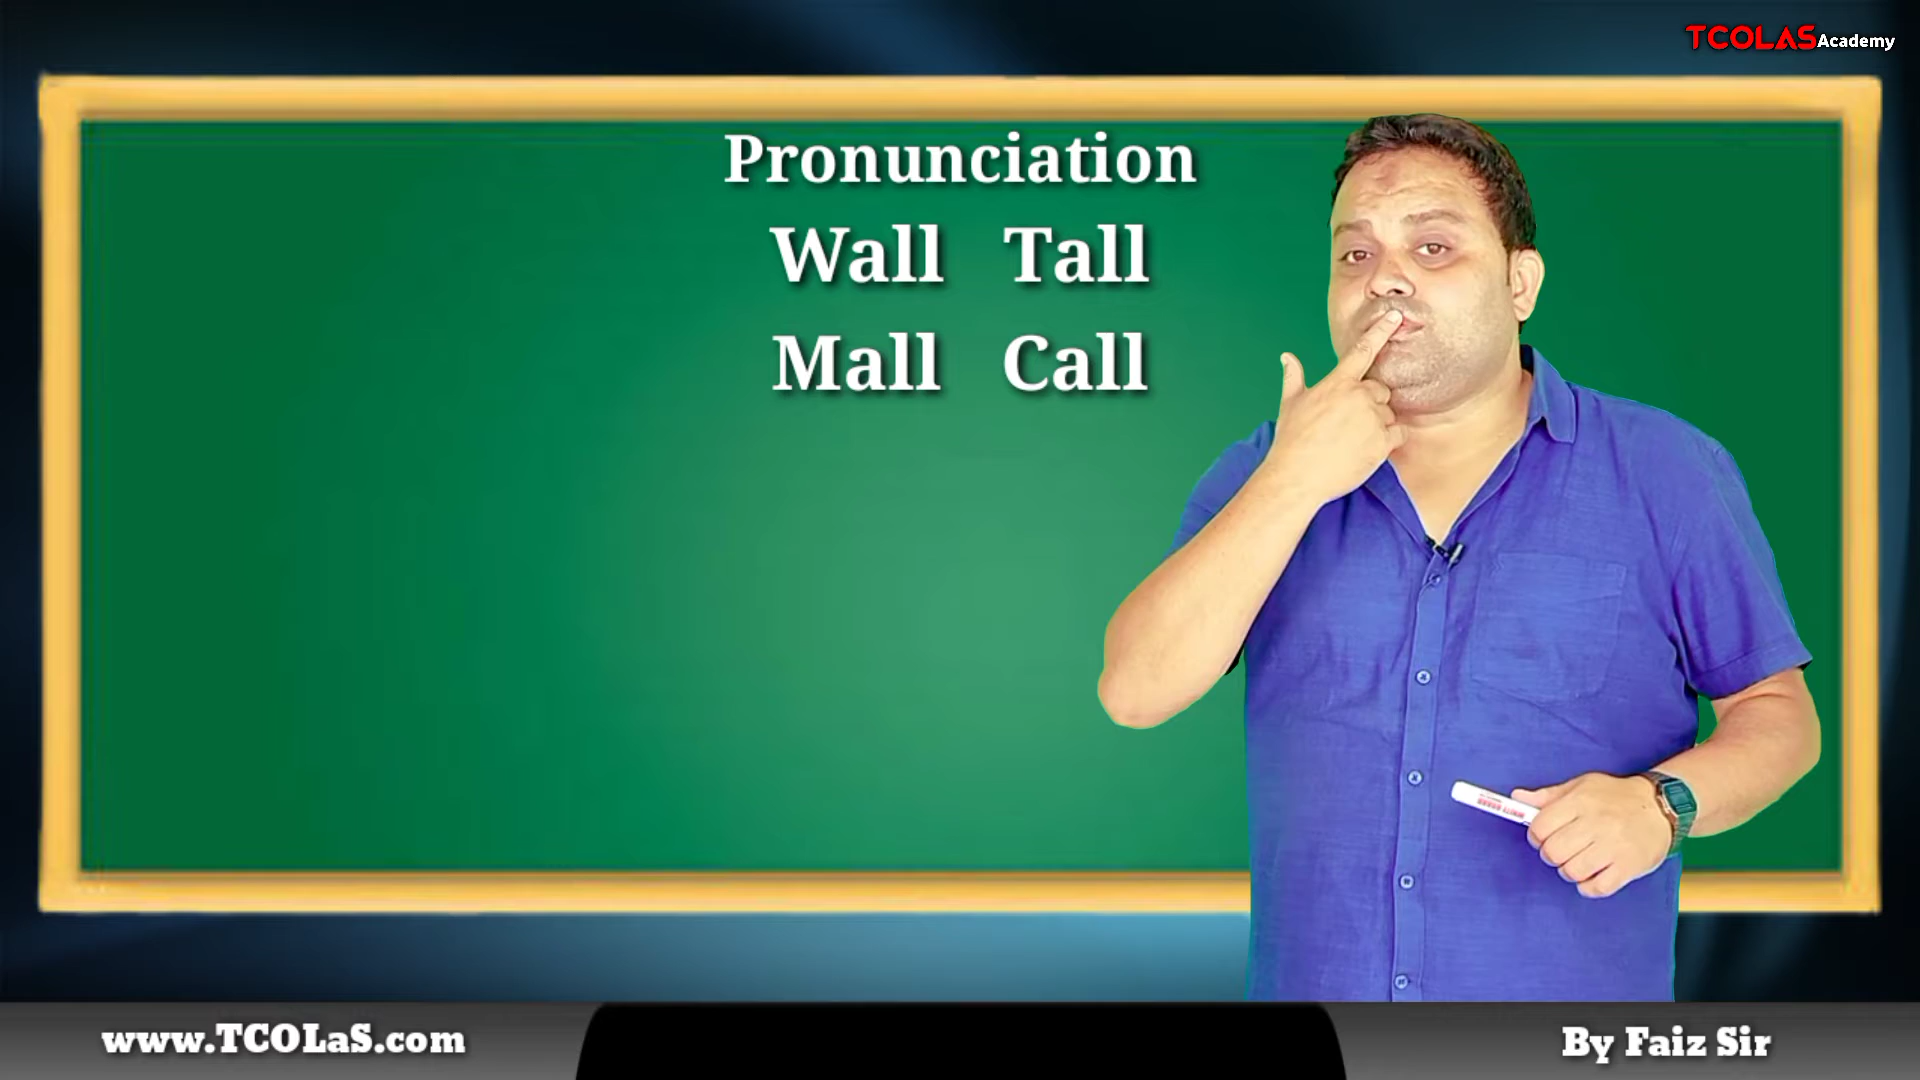 TCOLAS Academy
Pronunciation
Wall Tall
Mall Call
www.TCOLaS.com
By Faiz Sir